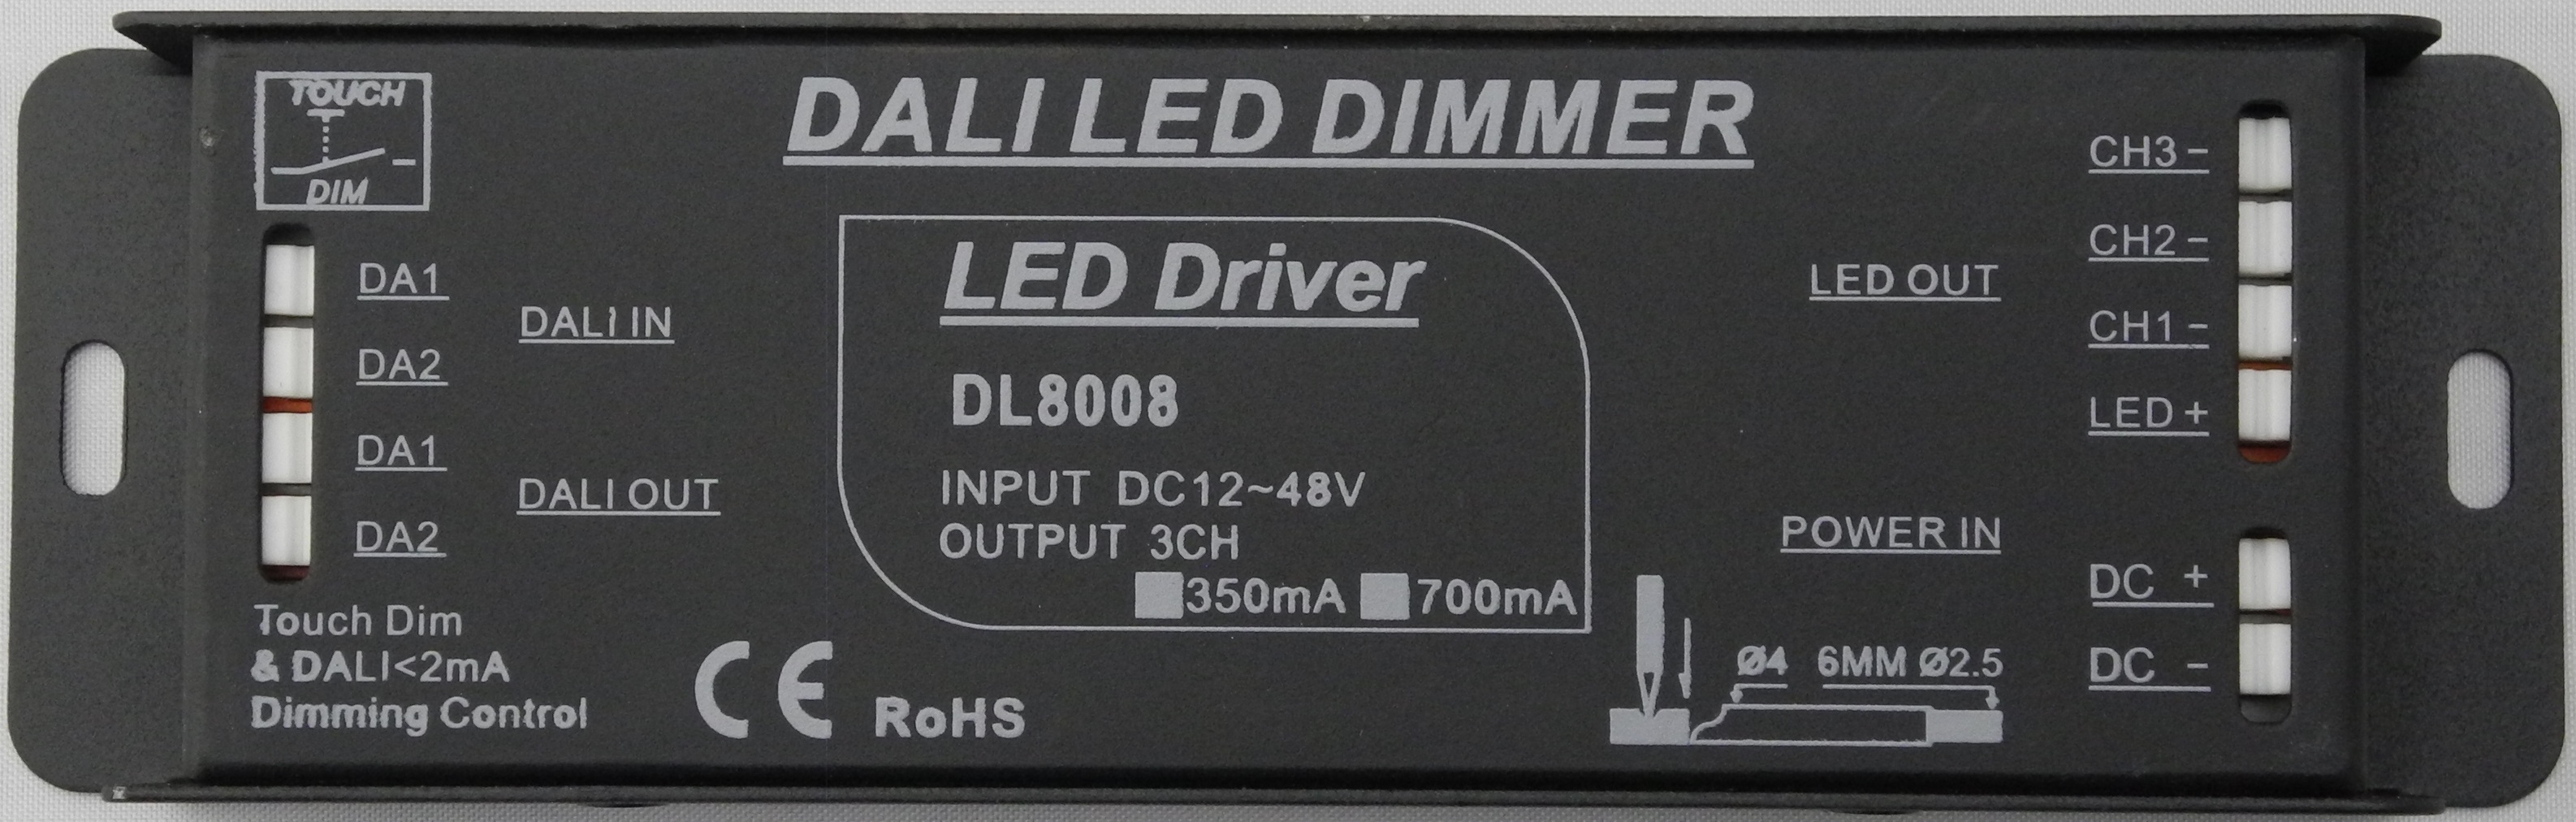 TOUCH
DIM
DALI LED DIMMER
DA1
DA2
DALI IN
DA1
DA2
DALI OUT
Touch Dim
& DALI<2mA
Dimming Control
LED Driver
DL8008
INPUT DC12~48V
OUTPUT 3CH
350mA 700mA
CE RoHS
LED OUT
CH3 -
CH2 -
CH1 -
LED +
POWER IN
DC +
DC -
Ø4 6MM Ø2.5